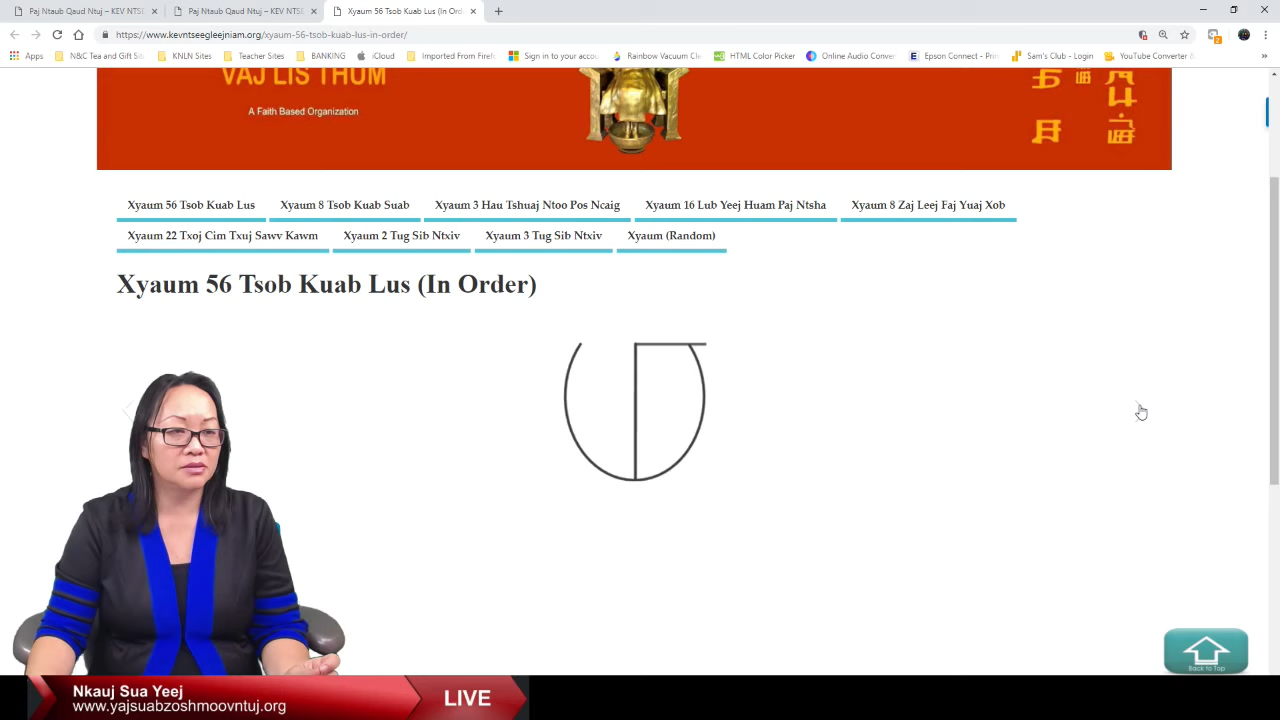 Paj Ntaub Qaud Ntuj – KEV NTSE
Paj Ntaub Qaud Ntuj – KEV NTSE
Xyaum 56 Tsob Kuab Lus (In Orde
https://www.kevntseegleejniam.org/xyaum-56-tsob-kuab-lus-in-order/
Apps N&C Tea and Gift Site KNLN Sites Teacher Sites BANKING iCloud Imported From Firefo Sign in to your accou Rainbow Vacuum Cle HTML Color Picker Online Audio Conver Epson Connect - Prin Sam's Club - Login YouTube Converter &
VAJ LIS THUM
A Faith Based Organization
Xyaum 56 Tsob Kuab Lus Xyaum 8 Tsob Kuab Suab Xyaum 3 Hau Tshuaj Ntoo Pos Ncaig Xyaum 16 Lub Yeej Huam Paj Ntsha Xyaum 8 Zaj Leej Faj Yuaj Xob
Xyaum 22 Txoj Cim Txuj Sawv Kawm Xyaum 2 Tug Sib Ntxiv Xyaum 3 Tug Sib Ntxiv Xyaum (Random)
Xyaum 56 Tsob Kuab Lus (In Order)
Back to Top
Nkauj Sua Yeej
www.yajsuabzoshmoovntuj.org
LIVE